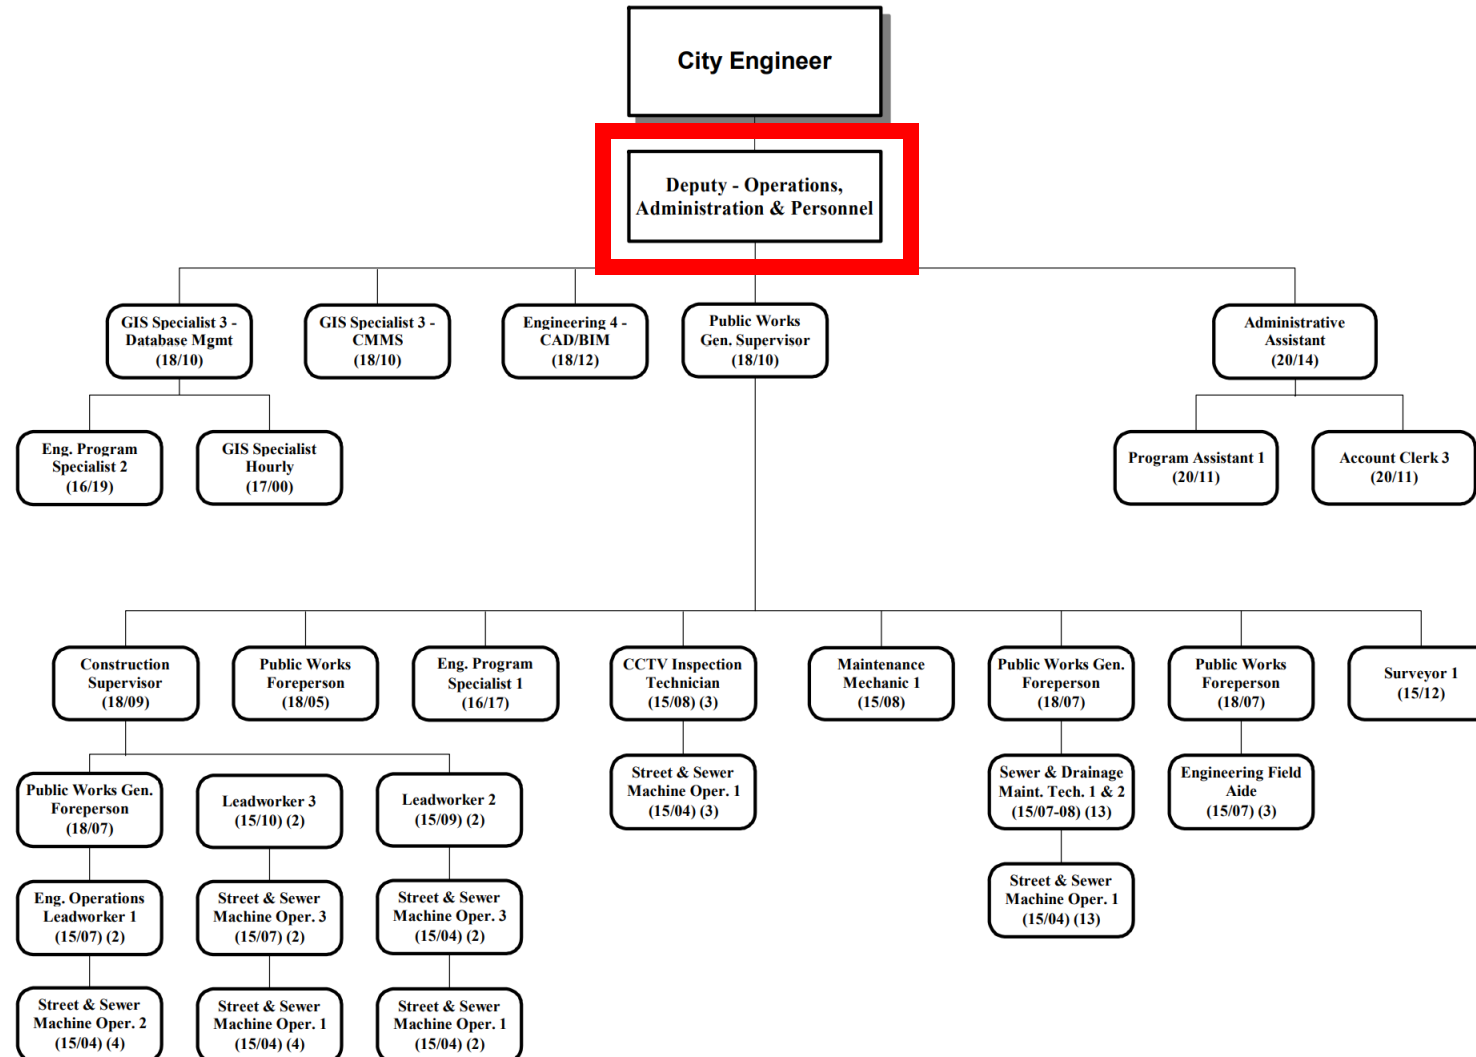 City Engineer
Deputy - Operations,
Administration & Personnel
GIS Specialist 3 -
Database Mgmt
(18/10)
GIS Specialist 3 -
CMMS
(18/10)
Engineering 4 -
CAD/BIM
(18/12)
Public Works
Gen. Supervisor
(18/10)
Administrative
Assistant
(20/14)
Eng. Program
Specialist 2
(16/19)
GIS Specialist
Hourly
(17/00)
Program Assistant 1
(20/11)
Account Clerk 3
(20/11)
Construction
Supervisor
(18/09)
Public Works
Foreperson
(18/05)
Eng. Program
Specialist 1
(16/17)
CCTV Inspection
Technician
(15/08) (3)
Maintenance
Mechanic 1
(15/08)
Public Works Gen.
Foreperson
(18/07)
Public Works
Foreperson
(18/07)
Surveyor 1
(15/12)
Public Works Gen.
Foreperson
(18/07)
Leadworker 3
(15/10) (2)
Leadworker 2
(15/09) (2)
Street & Sewer
Machine Oper. 1
(15/04) (3)
Sewer & Drainage
Maint. Tech. 1 & 2
(15/07-08) (13)
Engineering Field
Aide
(15/07) (3)
Eng. Operations
Leadworker 1
(15/07) (2)
Street & Sewer
Machine Oper. 3
(15/07) (2)
Street & Sewer
Machine Oper. 3
(15/04) (2)
Street & Sewer
Machine Oper. 1
(15/04) (13)
Street & Sewer
Machine Oper. 2
(15/04) (4)
Street & Sewer
Machine Oper. 1
(15/04) (4)
Street & Sewer
Machine Oper. 1
(15/04) (2)